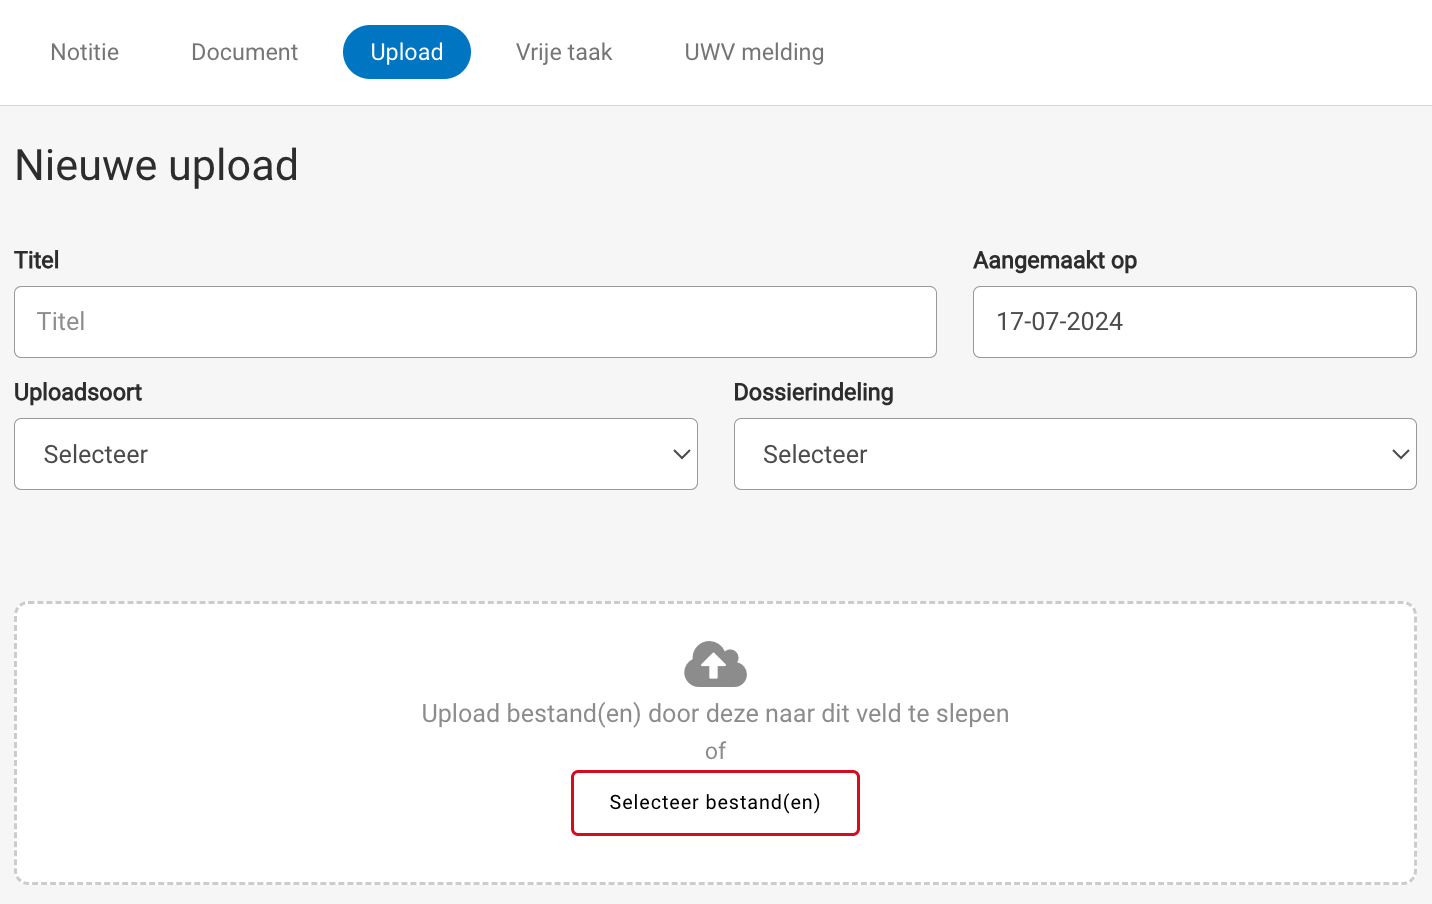 Notitie Document Upload Vrije taak UWV melding
Nieuwe upload
Titel Aangemaakt op
Titel 17-07-2024
Uploadsoort Dossierindeling
Selecteer Selecteer
Upload bestand(en) door deze naar dit veld te slepen
of
Selecteer bestand(en)